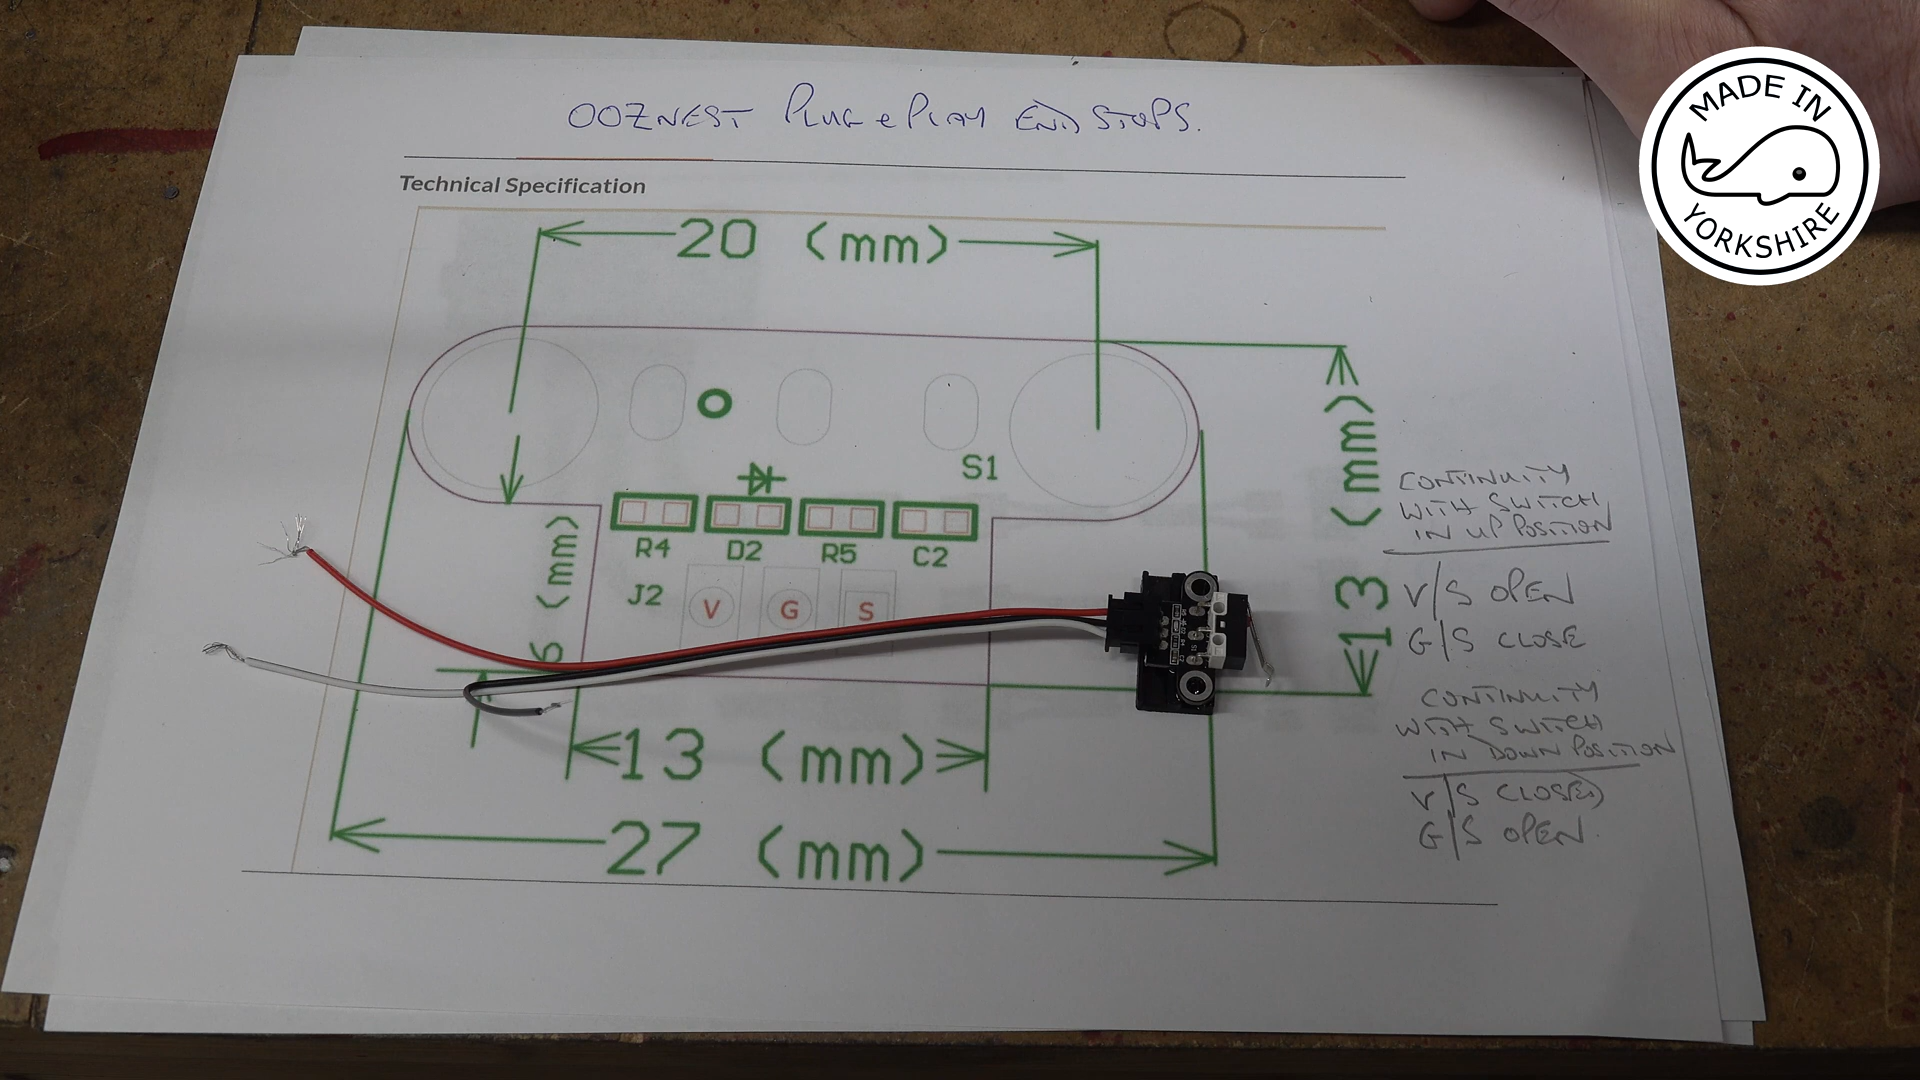 OOZNEST PLUG & PLAY END STOPS.
MADE IN
YORKSHIRE
Technical Specification
20 (mm)
S1
R4 D2 R5 C2
J2 V G S
6 (mm)
13 (mm)
13 (mm)
27 (mm)
CONTINUITY
WITH SWITCH
IN UP POSITION
V/S OPEN
G/S CLOSE
CONTINUITY
WITH SWITCH
IN DOWN POSITION
V/S CLOSED
G/S OPEN